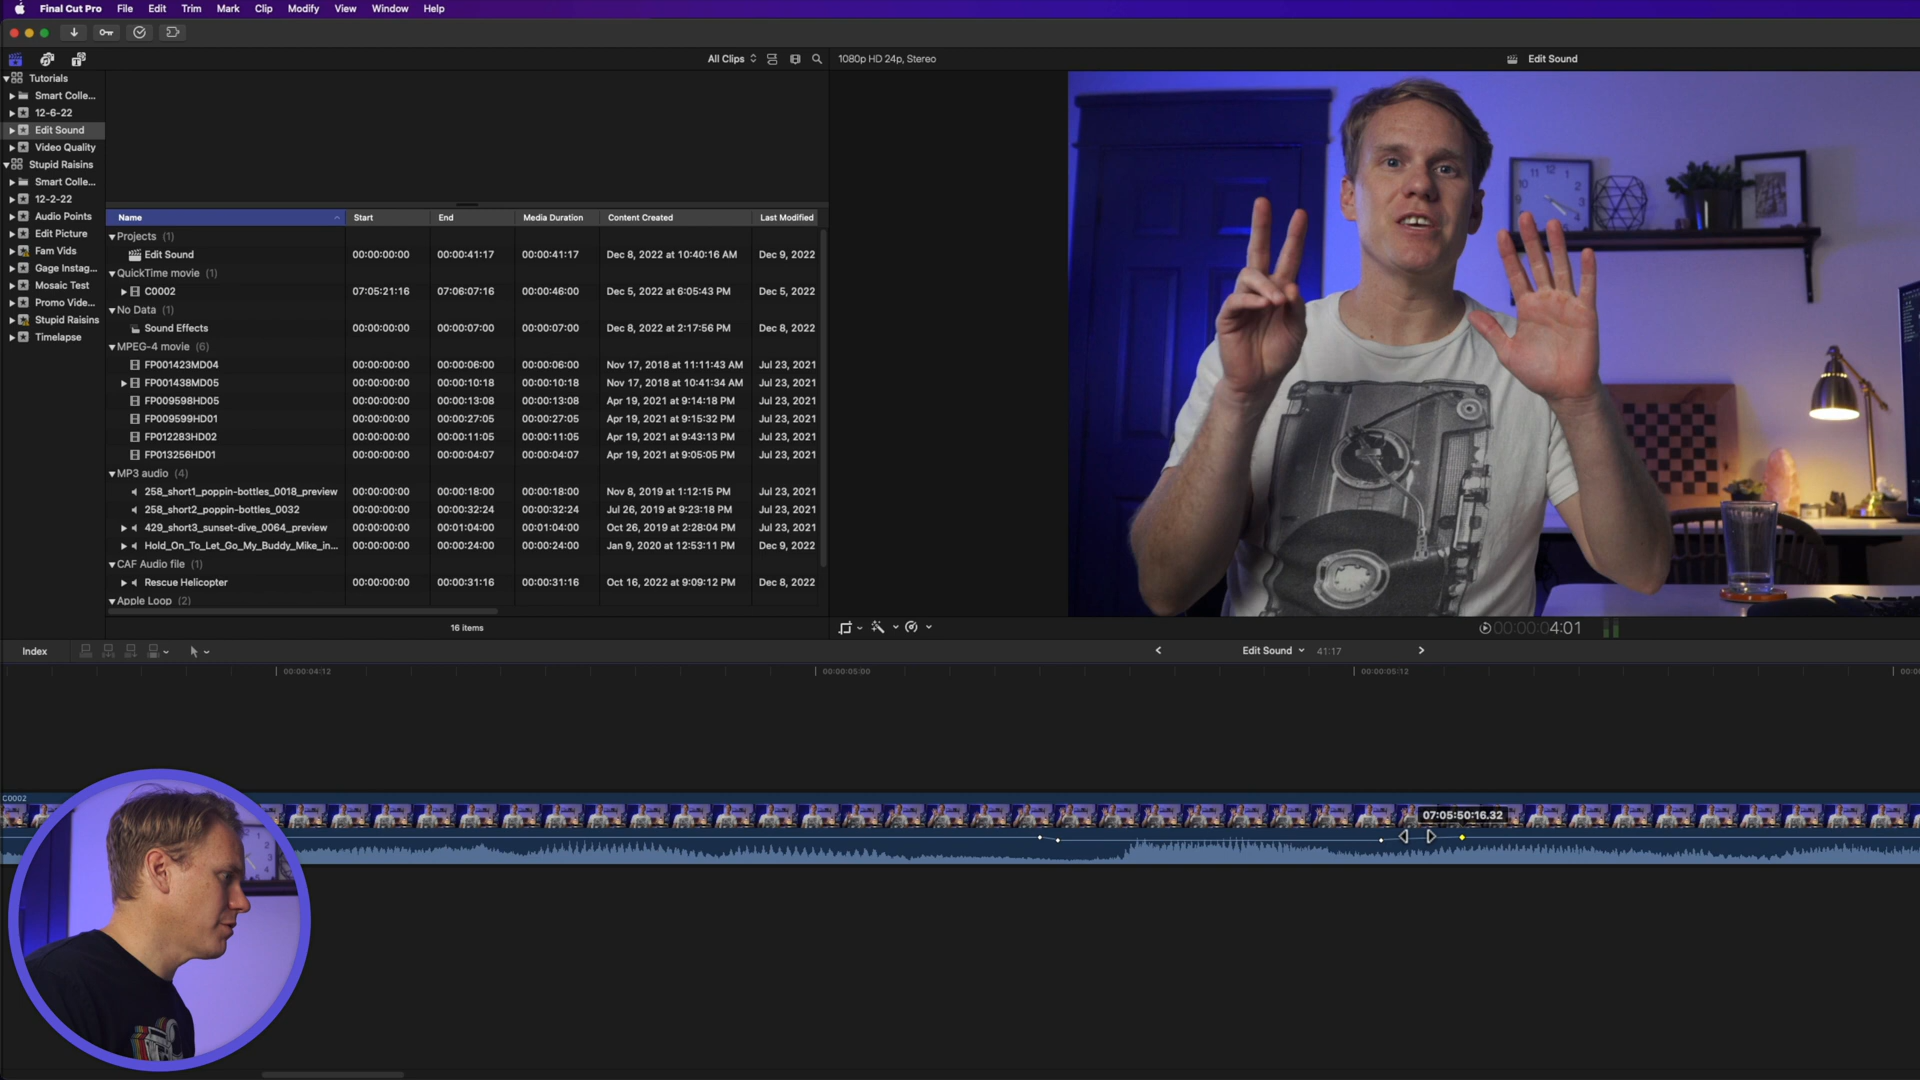 Final Cut Pro File Edit Trim Mark Clip Modify View Window Help
All Clips
1080p HD 24p, Stereo
Edit Sound
Tutorials
Smart Colle...
12-6-22
Edit Sound
Video Quality
Stupid Raisins
Smart Colle...
12-2-22
Audio Points
Edit Picture
Fam Vids
Gage Instag...
Mosaic Test
Promo Vide...
Stupid Raisins
Timelapse
Name Start End Media Duration Content Created Last Modified
Projects (1)
Edit Sound 00:00:00:00 00:00:41:17 00:00:41:17 Dec 8, 2022 at 10:40:16 AM Dec 9, 2022
QuickTime movie (1)
C0002 07:05:21:16 07:06:07:16 00:00:46:00 Dec 5, 2022 at 6:05:43 PM Dec 5, 2022
No Data (1)
Sound Effects 00:00:00:00 00:00:07:00 00:00:07:00 Dec 8, 2022 at 2:17:56 PM Dec 8, 2022
MPEG-4 movie (6)
FP001423MD04 00:00:00:00 00:00:06:00 00:00:06:00 Nov 17, 2018 at 11:11:43 AM Jul 23, 2021
FP001438MD05 00:00:00:00 00:00:10:18 00:00:10:18 Nov 17, 2018 at 10:41:34 AM Jul 23, 2021
FP009598HD05 00:00:00:00 00:00:13:08 00:00:13:08 Apr 19, 2021 at 9:14:18 PM Jul 23, 2021
FP009599HD01 00:00:00:00 00:00:27:05 00:00:27:05 Apr 19, 2021 at 9:15:32 PM Jul 23, 2021
FP012283HD02 00:00:00:00 00:00:11:05 00:00:11:05 Apr 19, 2021 at 9:43:13 PM Jul 23, 2021
FP013256HD01 00:00:00:00 00:00:04:07 00:00:04:07 Apr 19, 2021 at 9:05:05 PM Jul 23, 2021
MP3 audio (4)
258_short1_poppin-bottles_0018_preview 00:00:00:00 00:00:18:00 00:00:18:00 Nov 8, 2019 at 1:12:15 PM Jul 23, 2021
258_short2_poppin-bottles_0032 00:00:00:00 00:00:32:24 00:00:32:24 Jul 26, 2019 at 9:23:18 PM Jul 23, 2021
429_short3_sunset-dive_0064_preview 00:00:00:00 00:01:04:00 00:01:04:00 Oct 26, 2019 at 2:28:04 PM Jul 23, 2021
Hold_On_To_Let_Go_My_Buddy_Mike_in... 00:00:00:00 00:00:24:00 00:00:24:00 Jan 9, 2020 at 12:53:11 PM Dec 9, 2022
CAF Audio file (1)
Rescue Helicopter 00:00:00:00 00:00:31:16 00:00:31:16 Oct 16, 2022 at 9:09:12 PM Dec 8, 2022
Apple Loop (2)
16 items
00:00:04:01
Index
Edit Sound 41:17
00:00:04:12 00:00:05:00 00:00:05:12
C0002
07:05:50:16.32